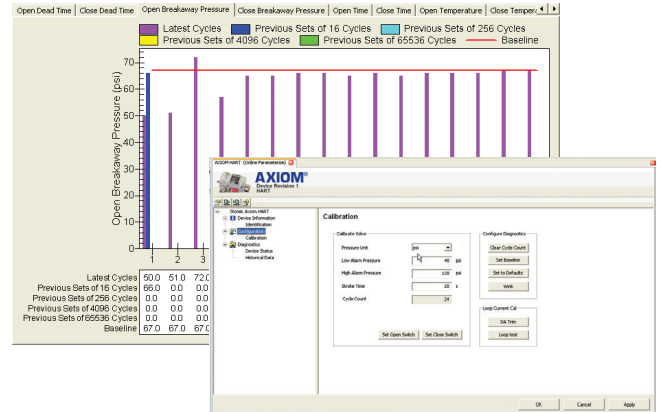 Open Dead Time Close Dead Time Open Breakaway Pressure Close Breakaway Pressure Open Time Close Time Open Temperature Close Tempera
Latest Cycles Previous Sets of 16 Cycles Previous Sets of 256 Cycles
Previous Sets of 4096 Cycles Previous Sets of 65536 Cycles Baseline
Open Breakaway Pressure (psi)
70
60
50
40
30
20
10
0
1 2 3
Latest Cycles 50.0 51.0 72.0
Previous Sets of 16 Cycles 66.0 0.0 0.0
Previous Sets of 256 Cycles 0.0 0.0 0.0
Previous Sets of 4096 Cycles 0.0 0.0 0.0
Previous Sets of 65536 Cycles 0.0 0.0 0.0
Baseline 67.0 67.0 67.0
AXIOM HART (Online Parameterize)
AXIOM®
Device Revision 1
HART
StoneL Axiom HART
Device Information
Identification
Configuration
Calibration
Diagnostics
Device Status
Historical Data
Calibration
Calibrate Valve
Pressure Unit psi
Low Alarm Pressure 40 psi
High Alarm Pressure 120 psi
Stroke Time 20 s
Cycle Count 24
Set Open Switch Set Close Switch
Configure Diagnostics
Clear Cycle Count
Set Baseline
Set to Defaults
Wink
Loop Current Cal
DA Trim
Loop test
OK Cancel Apply